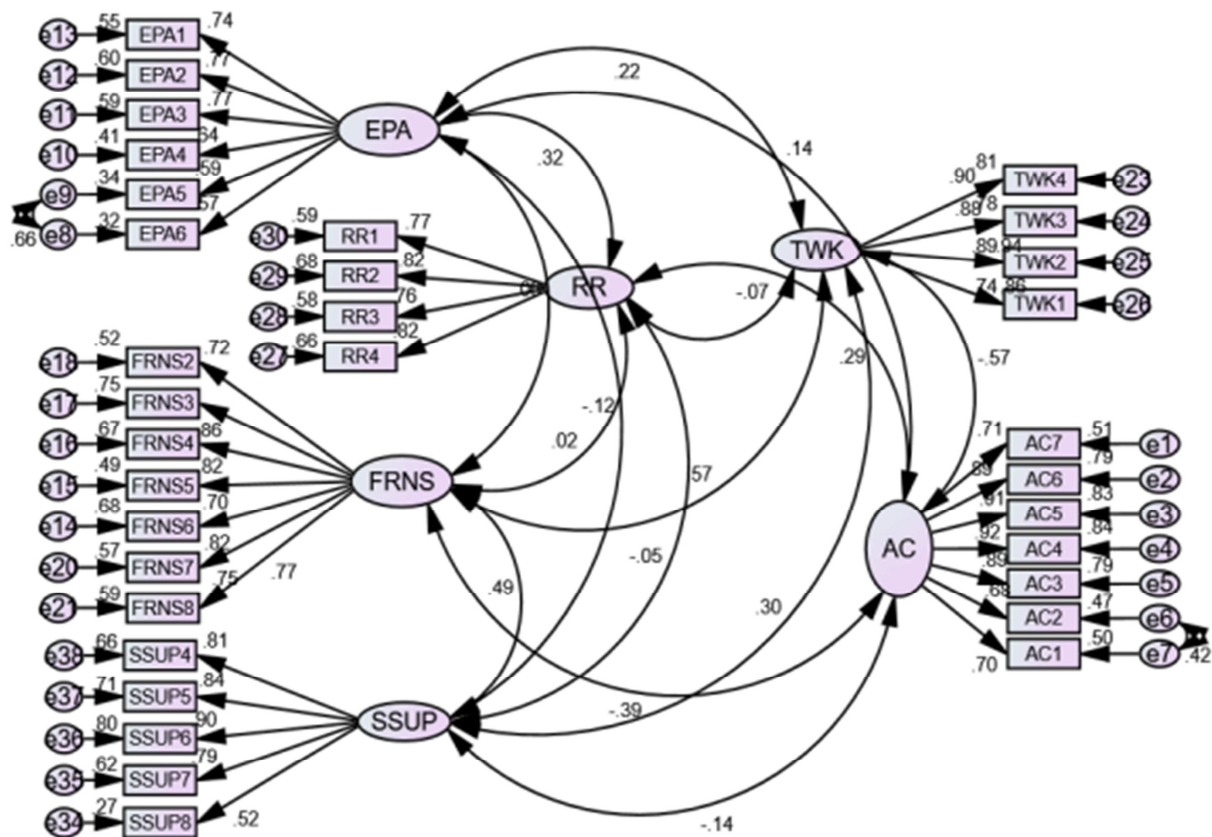 e13 .55 EPA1 .74
e12 .60 EPA2 .77
e11 .59 EPA3 .77
e10 .41 EPA4 .64
e9 .34 EPA5 .59
e8 .32 EPA6 .57
.66
EPA
.22
.14
.32
e30 .59 RR1 .77
e29 .68 RR2 .82
e28 .58 RR3 .76
e27 .66 RR4 .82
RR
TWK
-.07
.81
.90 TWK4 e23
.88 TWK3 e24
.89 .94 TWK2 e25
.74 .86 TWK1 e26
.29
-.57
-.12
.02
.57
e18 .52 FRNS2 .72
e17 .75 FRNS3
e16 .67 FRNS4 .86
e15 .49 FRNS5 .82
e14 .68 FRNS6 .70
e20 .57 FRNS7 .82
e21 .59 FRNS8 .75 .77
FRNS
.49
-.05
.30
-.39
-.14
AC
.71 AC7 .51 e1
.89 AC6 .79 e2
.91 AC5 .83 e3
.92 AC4 .84 e4
.89 AC3 .79 e5
.68 AC2 .47 e6
.70 AC1 .50 e7
.42
e38 .66 SSUP4 .81
e37 .71 SSUP5 .84
e36 .80 SSUP6 .90
e35 .62 SSUP7 .79
e34 .27 SSUP8 .52
SSUP